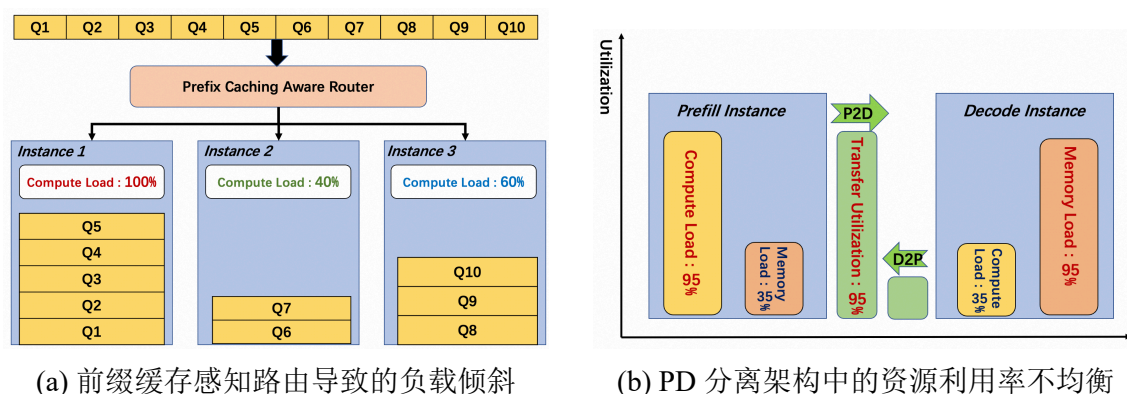 Q1 Q2 Q3 Q4 Q5 Q6 Q7 Q8 Q9 Q10
Prefix Caching Aware Router
Instance 1
Compute Load : 100%
Q5
Q4
Q3
Q2
Q1
Instance 2
Compute Load : 40%
Q7
Q6
Instance 3
Compute Load : 60%
Q10
Q9
Q8
(a) 前缀缓存感知路由导致的负载倾斜
Utilization
Prefill Instance
Compute Load : 95%
Memory Load : 35%
P2D
Transfer Utilization : 95%
D2P
Decode Instance
Compute Load : 35%
Memory Load : 95%
(b) PD 分离架构中的资源利用率不均衡